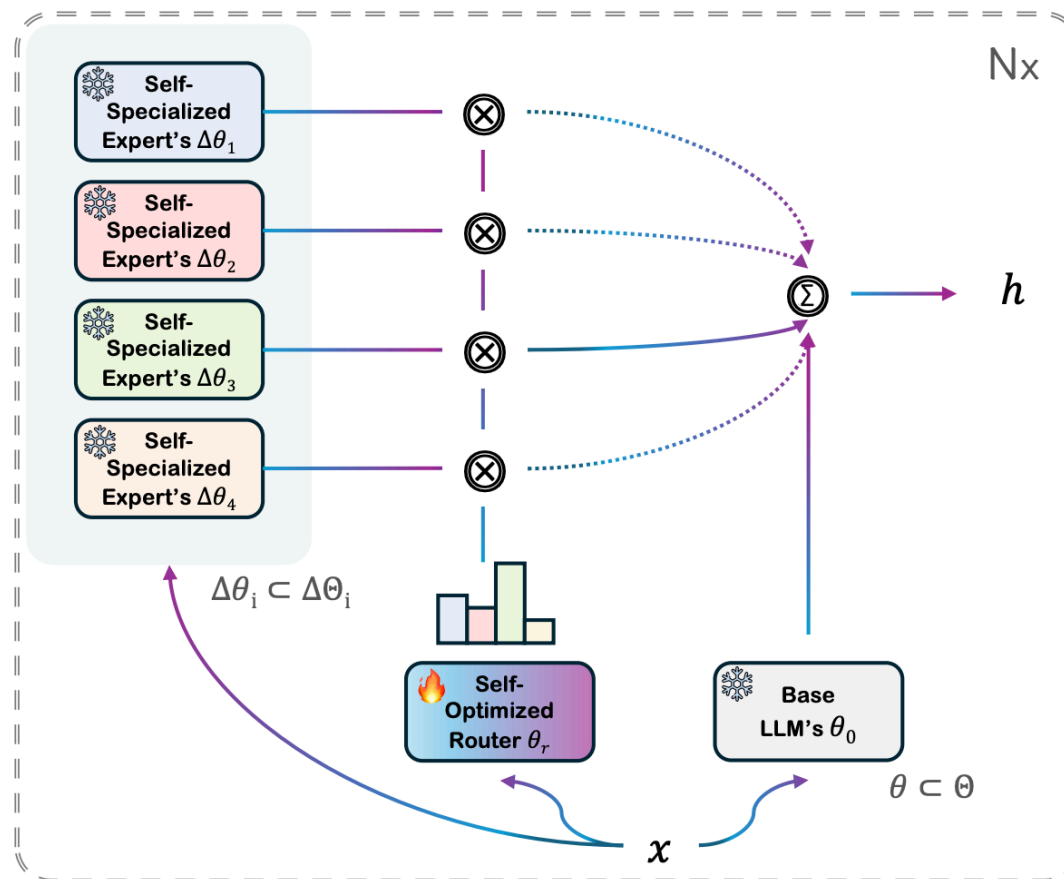 Nx
Self-
Specialized
Expert's Δθ₁
Self-
Specialized
Expert's Δθ₂
Self-
Specialized
Expert's Δθ₃
Self-
Specialized
Expert's Δθ₄
Σ
h
Δθᵢ ⊂ ΔΘᵢ
Self-
Optimized
Router θᵣ
Base
LLM's θ₀
θ ⊂ Θ
x